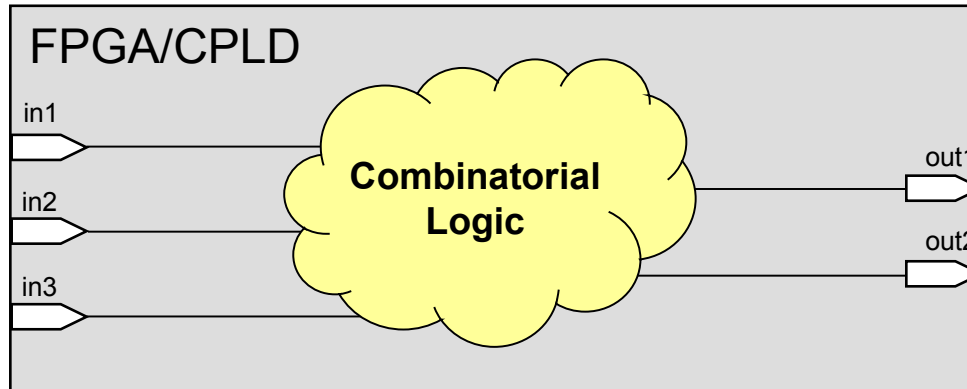 FPGA/CPLD
in1
in2
in3
Combinatorial
Logic
out1
out2